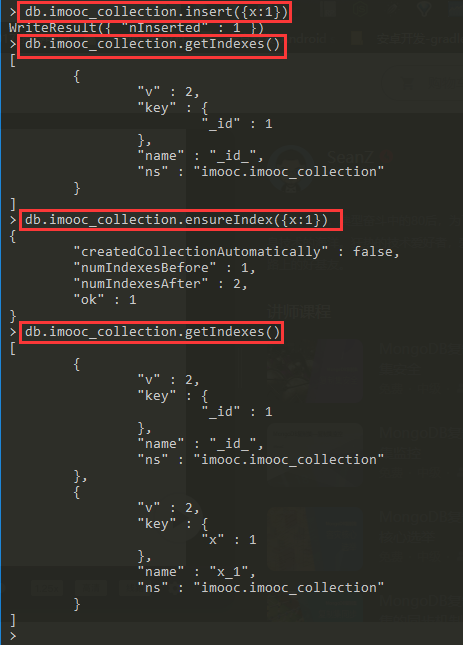 > db.imooc_collection.insert({x:1})
WriteResult({ "nInserted" : 1 })
> db.imooc_collection.getIndexes()
[
        {
                "v" : 2,
                "key" : {
                        "_id" : 1
                },
                "name" : "_id_",
                "ns" : "imooc.imooc_collection"
        }
]
> db.imooc_collection.ensureIndex({x:1})
{
        "createdCollectionAutomatically" : false,
        "numIndexesBefore" : 1,
        "numIndexesAfter" : 2,
        "ok" : 1
}
> db.imooc_collection.getIndexes()
[
        {
                "v" : 2,
                "key" : {
                        "_id" : 1
                },
                "name" : "_id_",
                "ns" : "imooc.imooc_collection"
        },
        {
                "v" : 2,
                "key" : {
                        "x" : 1
                },
                "name" : "x_1",
                "ns" : "imooc.imooc_collection"
        }
]
>